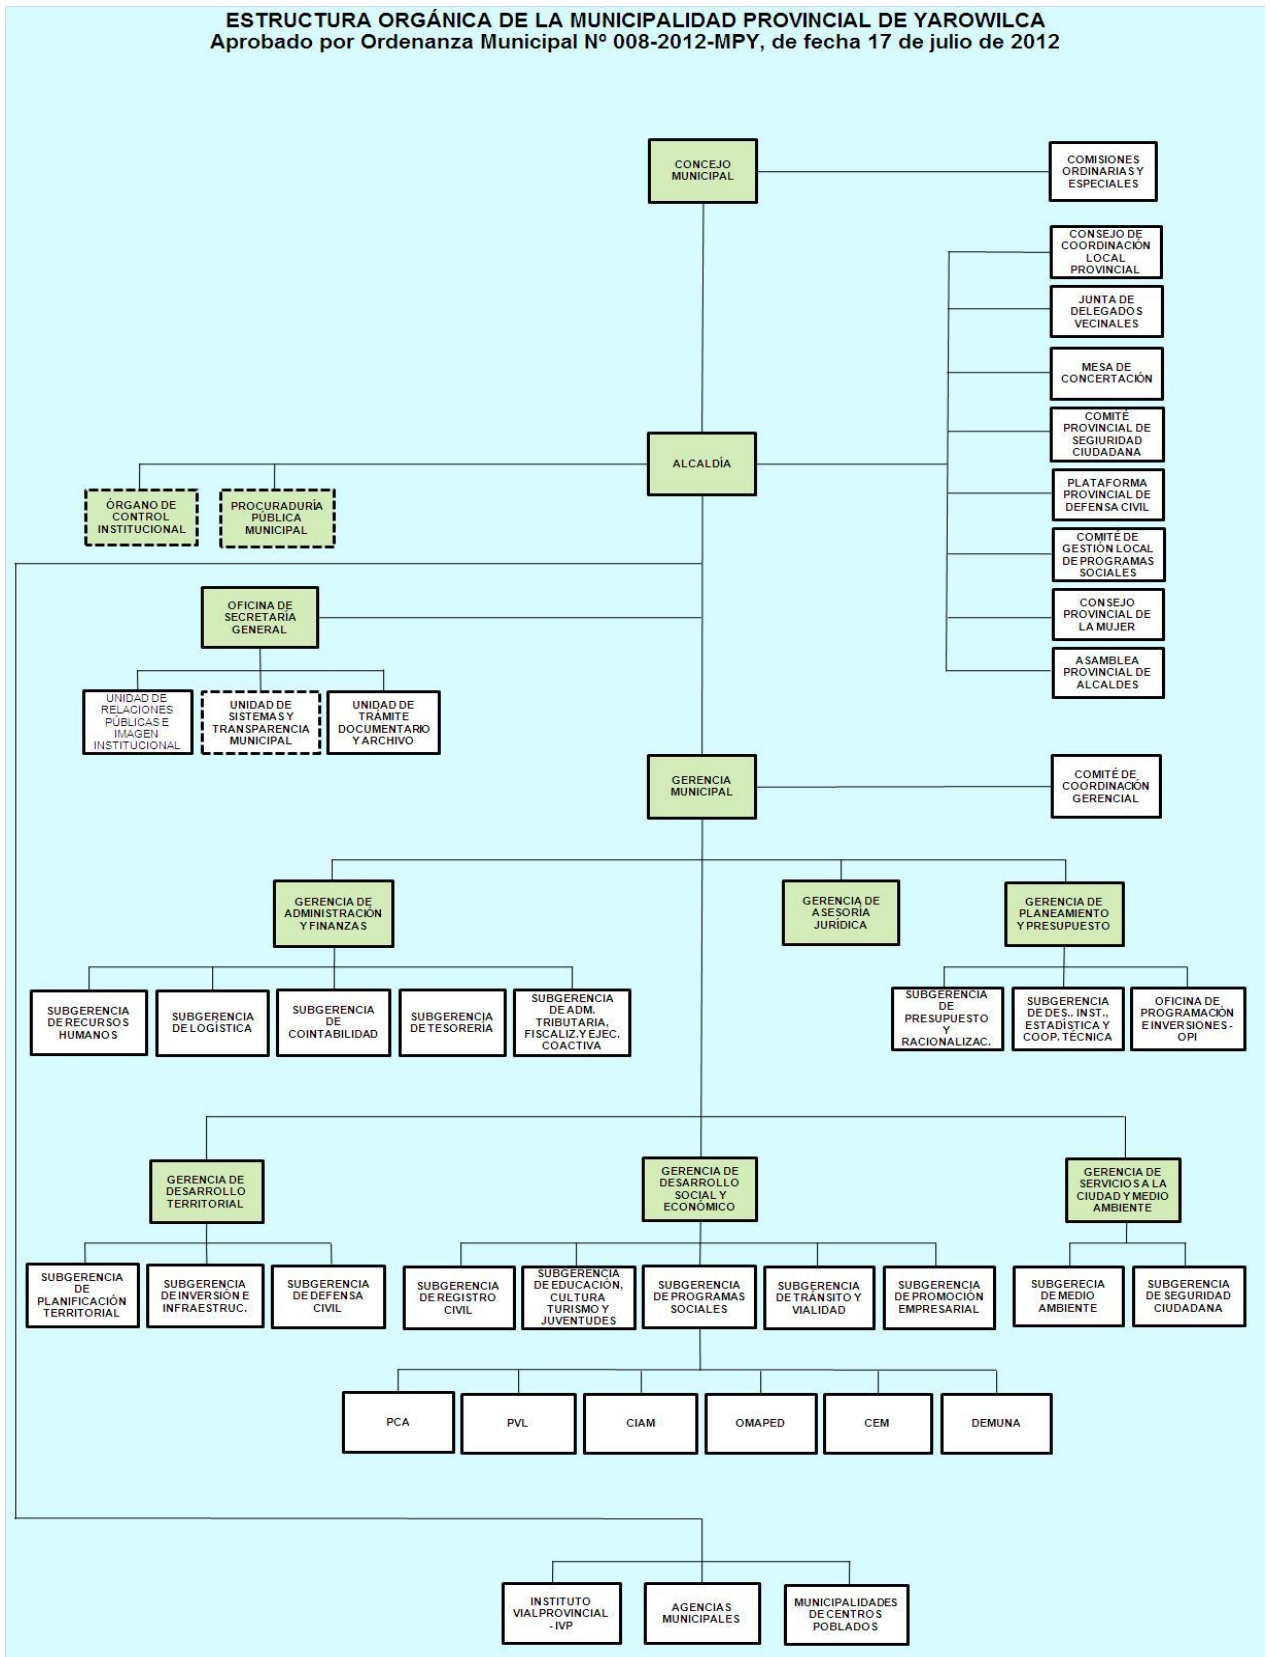 ESTRUCTURA ORGÁNICA DE LA MUNICIPALIDAD PROVINCIAL DE YAROWILCA
Aprobado por Ordenanza Municipal Nº 008-2012-MPY, de fecha 17 de julio de 2012
CONCEJO
MUNICIPAL
COMISIONES
ORDINARIAS Y
ESPECIALES
CONSEJO DE
COORDINACIÓN
LOCAL
PROVINCIAL
JUNTA DE
DELEGADOS
VECINALES
MESA DE
CONCERTACIÓN
COMITÉ
PROVINCIAL DE
SEGIURIDAD
CIUDADANA
ALCALDÍA
PLATAFORMA
PROVINCIAL DE
DEFENSA CIVIL
ÓRGANO DE
CONTROL
INSTITUCIONAL
PROCURADURÍA
PÚBLICA
MUNICIPAL
COMITÉ DE
GESTIÓN LOCAL
DE PROGRAMAS
SOCIALES
OFICINA DE
SECRETARÍA
GENERAL
CONSEJO
PROVINCIAL DE
LA MUJER
ASAMBLEA
PROVINCIAL DE
ALCALDES
UNIDAD DE
RELACIONES
PÚBLICAS E
IMAGEN
INSTITUCIONAL
UNIDAD DE
SISTEMAS Y
TRANSPARENCIA
MUNICIPAL
UNIDAD DE
TRÁMITE
DOCUMENTARIO
Y ARCHIVO
GERENCIA
MUNICIPAL
COMITÉ DE
COORDINACIÓN
GERENCIAL
GERENCIA DE
ADMINISTRACIÓN
Y FINANZAS
GERENCIA DE
ASESORÍA
JURÍDICA
GERENCIA DE
PLANEAMIENTO
Y PRESUPUESTO
SUBGERENCIA
DE RECURSOS
HUMANOS
SUBGERENCIA
DE LOGÍSTICA
SUBGERENCIA
DE
COINTABILIDAD
SUBGERENCIA
DE TESORERÍA
SUBGERENCIA
DE ADM.
TRIBUTARIA,
FISCALIZ. Y EJEC.
COACTIVA
SUBGERENCIA
DE
PRESUPUESTO
Y
RACIONALIZAC.
SUBGERENCIA
DE DES.. INST.,
ESTADÍSTICA Y
COOP. TÉCNICA
OFICINA DE
PROGRAMACIÓN
E INVERSIONES -
OPI
GERENCIA DE
DESARROLLO
TERRITORIAL
GERENCIA DE
DESARROLLO
SOCIAL Y
ECONÓMICO
GERENCIA DE
SERVICIOS A LA
CIUDAD Y MEDIO
AMBIENTE
SUBGERENCIA
DE
PLANIFICACIÓN
TERRITORIAL
SUBGERENCIA
DE INVERSIÓN E
INFRAESTRUC.
SUBGERENCIA
DE DEFENSA
CIVIL
SUBGERENCIA
DE REGISTRO
CIVIL
SUBGERENCIA
DE EDUCACIÓN,
CULTURA
TURISMO Y
JUVENTUDES
SUBGERENCIA
DE PROGRAMAS
SOCIALES
SUBGERENCIA
DE TRÁNSITO Y
VIALIDAD
SUBGERENCIA
DE PROMOCIÓN
EMPRESARIAL
SUBGERECIA
DE MEDIO
AMBIENTE
SUBGERENCIA
DE SEGURIDAD
CIUDADANA
PCA
PVL
CIAM
OMAPED
CEM
DEMUNA
INSTITUTO
VIAL PROVINCIAL
- IVP
AGENCIAS
MUNICIPALES
MUNICIPALIDADES
DE CENTROS
POBLADOS